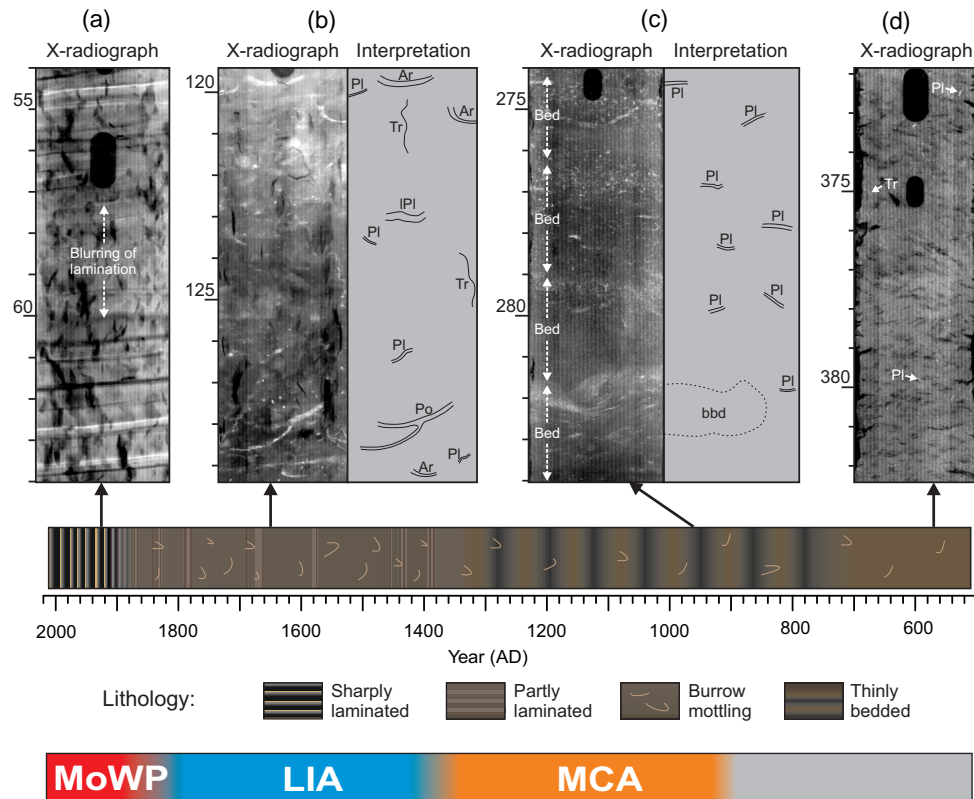 (a)
(b)
(c)
(d)
X-radiograph
X-radiograph
Interpretation
X-radiograph
Interpretation
X-radiograph
55
60
Blurring of
lamination
120
125
Pl
Ar
Ar
Tr
lPl
Pl
Tr
Pl
Po
Pl
Ar
275
280
Bed
Bed
Bed
Bed
Pl
Pl
Pl
Pl
Pl
Pl
Pl
Pl
bbd
375
380
Pl
Tr
Pl
2000 1800 1600 1400 1200 1000 800 600
Year (AD)
Lithology:
Sharply
laminated
Partly
laminated
Burrow
mottling
Thinly
bedded
MoWP LIA MCA